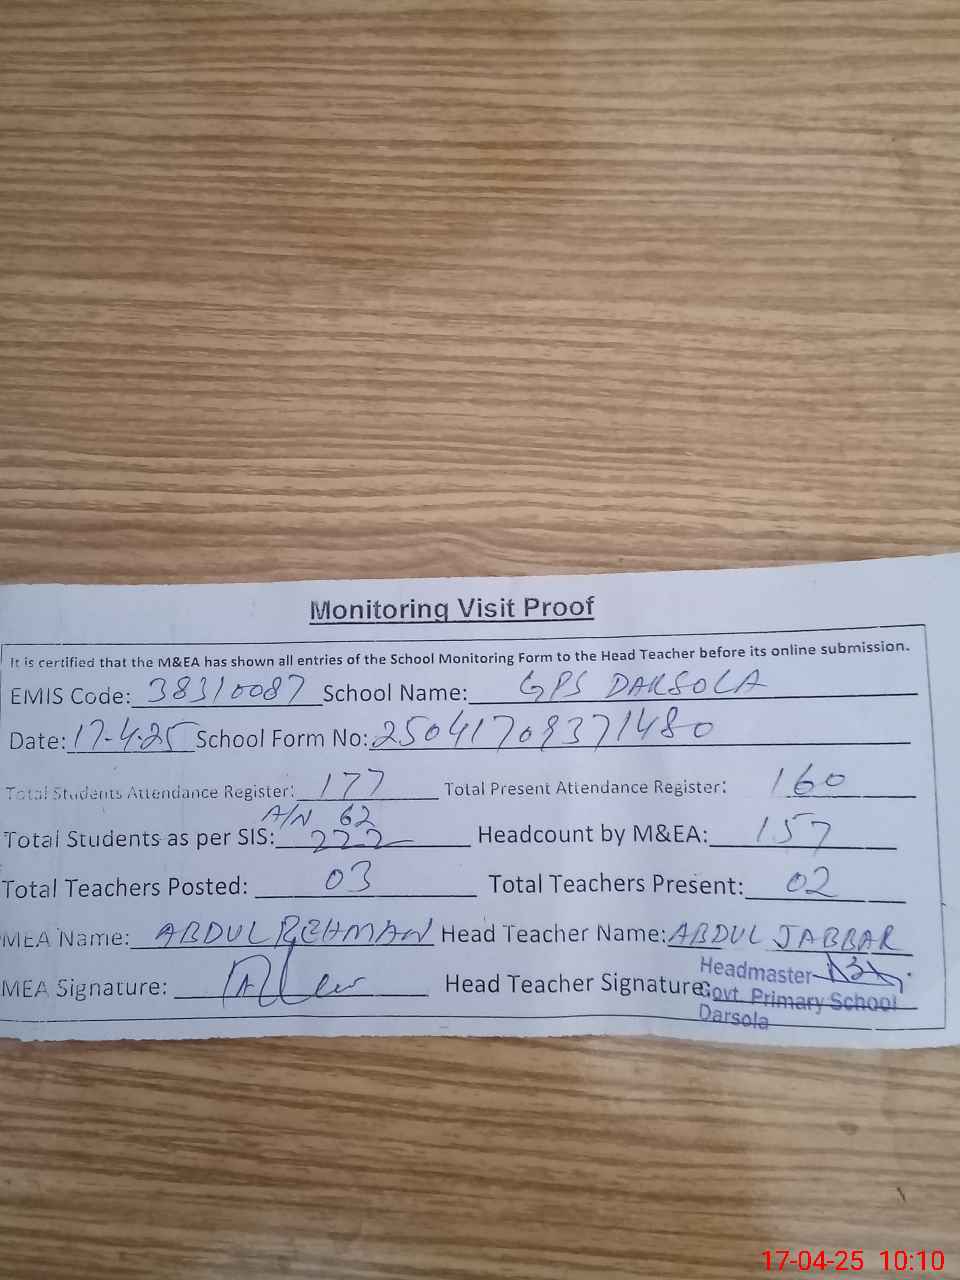 Monitoring Visit Proof
It is certified that the M&EA has shown all entries of the School Monitoring Form to the Head Teacher before its online submission.
EMIS Code: 38310087 School Name: GPS DARSOLA
Date: 17-4-25 School Form No: 25041709371480
Total Students Attendance Register: 177 Total Present Attendance Register: 160
A/N 62
Total Students as per SIS: 222 Headcount by M&EA: 157
Total Teachers Posted: 03 Total Teachers Present: 02
MEA Name: ABDUL REHMAN Head Teacher Name: ABDUL JABBAR
MEA Signature: Head Teacher Signature:
Headmaster
Govt. Primary School
Darsola
17-04-25 10:10